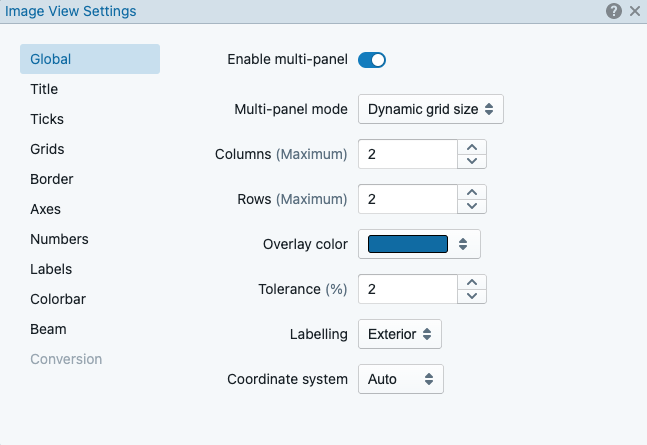 Image View Settings
Global
Enable multi-panel
Title
Ticks
Multi-panel mode Dynamic grid size
Grids
Columns (Maximum) 2
Border
Rows (Maximum) 2
Axes
Numbers
Overlay color
Labels
Tolerance (%) 2
Colorbar
Beam
Labelling Exterior
Conversion
Coordinate system Auto